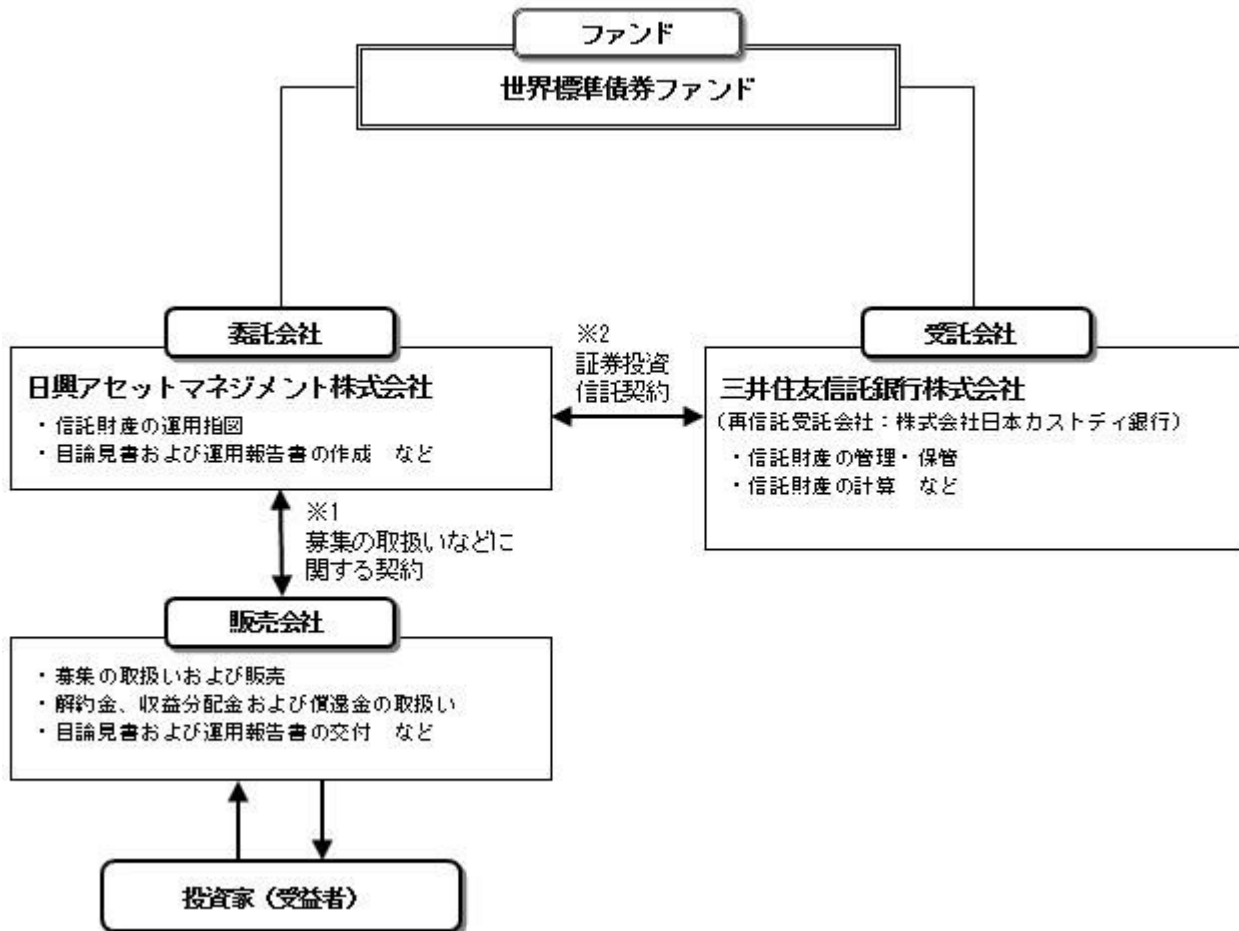 ファンド
世界標準債券ファンド
委託会社
日興アセットマネジメント株式会社
・信託財産の運用指図
・目論見書および運用報告書の作成　など
※2
証券投資
信託契約
受託会社
三井住友信託銀行株式会社
（再信託受託会社：株式会社日本カストディ銀行）
・信託財産の管理・保管
・信託財産の計算　など
※1
募集の取扱いなどに
関する契約
販売会社
・募集の取扱いおよび販売
・解約金、収益分配金および償還金の取扱い
・目論見書および運用報告書の交付　など
投資家（受益者）